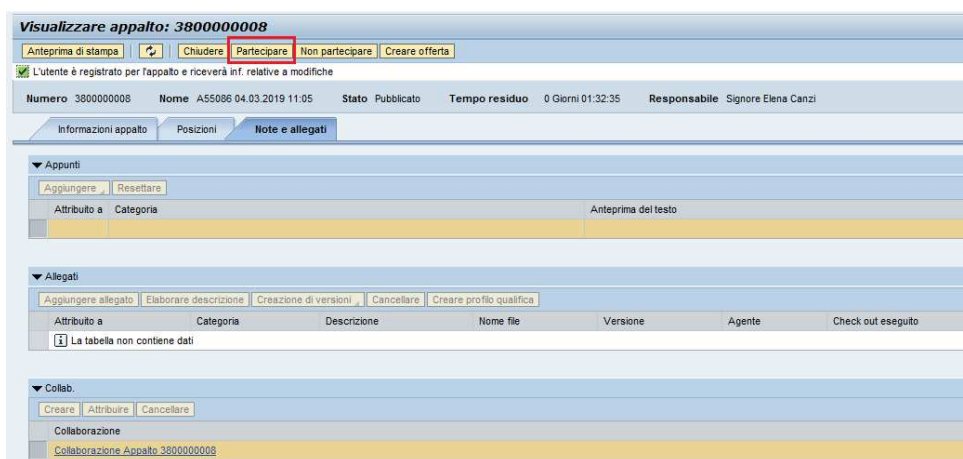 Visualizzare appalto: 3800000008
Anteprima di stampa Chiudere Partecipare Non partecipare Creare offerta
L'utente è registrato per l'appalto e riceverà inf. relative a modifiche
Numero 3800000008 Nome A55086 04.03.2019 11:05 Stato Pubblicato Tempo residuo 0 Giorni 01:32:35 Responsabile Signore Elena Canzi
Informazioni appalto Posizioni Note e allegati
Appunti
Aggiungere Resettare
Attribuito a Categoria Anteprima del testo
Allegati
Aggiungere allegato Elaborare descrizione Creazione di versioni Cancellare Creare profilo qualifica
Attribuito a Categoria Descrizione Nome file Versione Agente Check out eseguito
La tabella non contiene dati
Collab.
Creare Attribuire Cancellare
Collaborazione
Collaborazione Appalto 3800000008